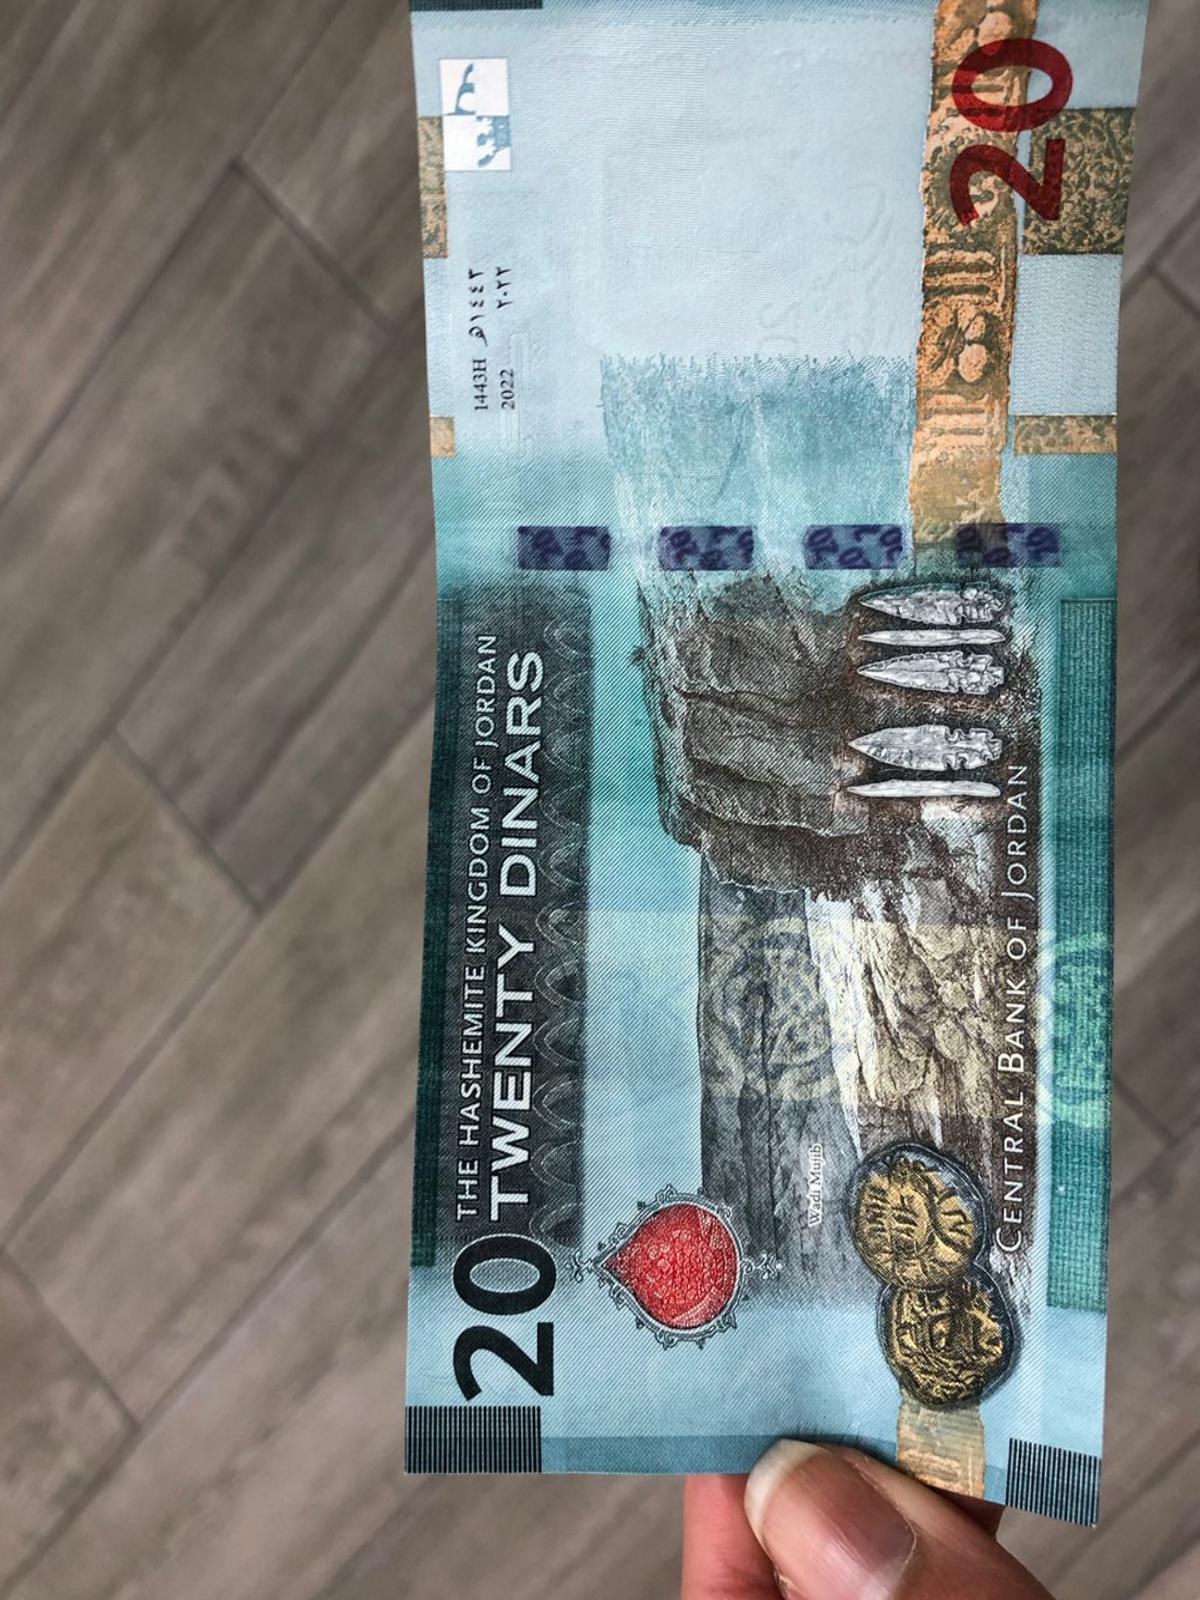 20
THE HASHEMITE KINGDOM OF JORDAN
TWENTY DINARS
1443H ١٤٤٣هـ
2022 ٢٠٢٢
Wadi Mujib
CENTRAL BANK OF JORDAN
20